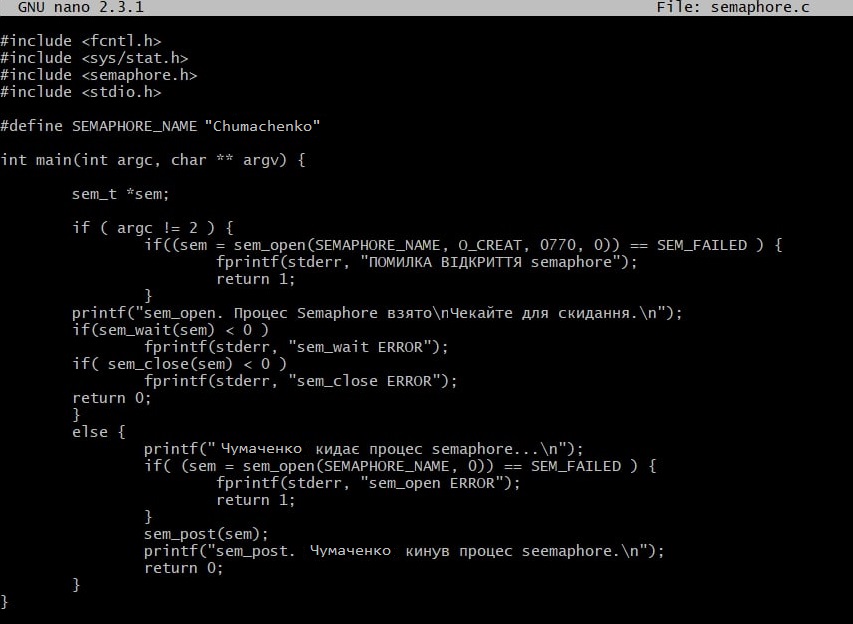 GNU nano 2.3.1 File: semaphore.c
#include <fcntl.h>
#include <sys/stat.h>
#include <semaphore.h>
#include <stdio.h>
#define SEMAPHORE_NAME "Chumachenko"
int main(int argc, char ** argv) {
sem_t *sem;
if ( argc != 2 ) {
if((sem = sem_open(SEMAPHORE_NAME, O_CREAT, 0770, 0)) == SEM_FAILED ) {
fprintf(stderr, "ПОМИЛКА ВІДКРИТТЯ semaphore");
return 1;
}
printf("sem_open. Процес Semaphore взято\nЧекайте для скидання.\n");
if(sem_wait(sem) < 0 )
fprintf(stderr, "sem_wait ERROR");
if( sem_close(sem) < 0 )
fprintf(stderr, "sem_close ERROR");
return 0;
}
else {
printf(" Чумаченко кидає процес semaphore...\n");
if( (sem = sem_open(SEMAPHORE_NAME, 0)) == SEM_FAILED ) {
fprintf(stderr, "sem_open ERROR");
return 1;
}
sem_post(sem);
printf("sem_post. Чумаченко кинув процес seemaphore.\n");
return 0;
}
}